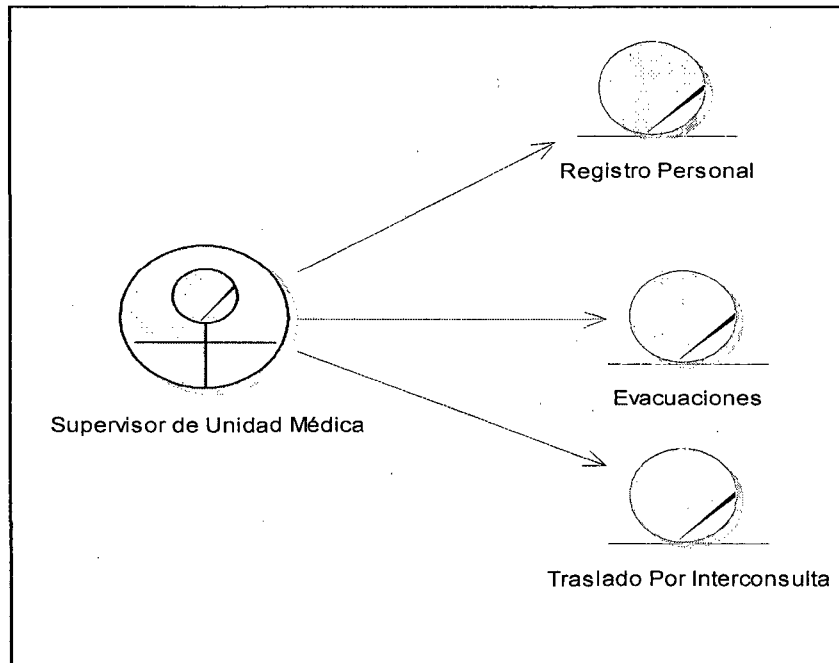 Registro Personal
Supervisor de Unidad Médica
Evacuaciones
Traslado Por Interconsulta